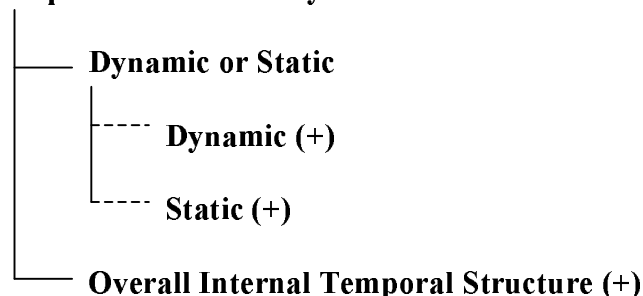 Dynamic or Static
Dynamic (+)
Static (+)
Overall Internal Temporal Structure (+)